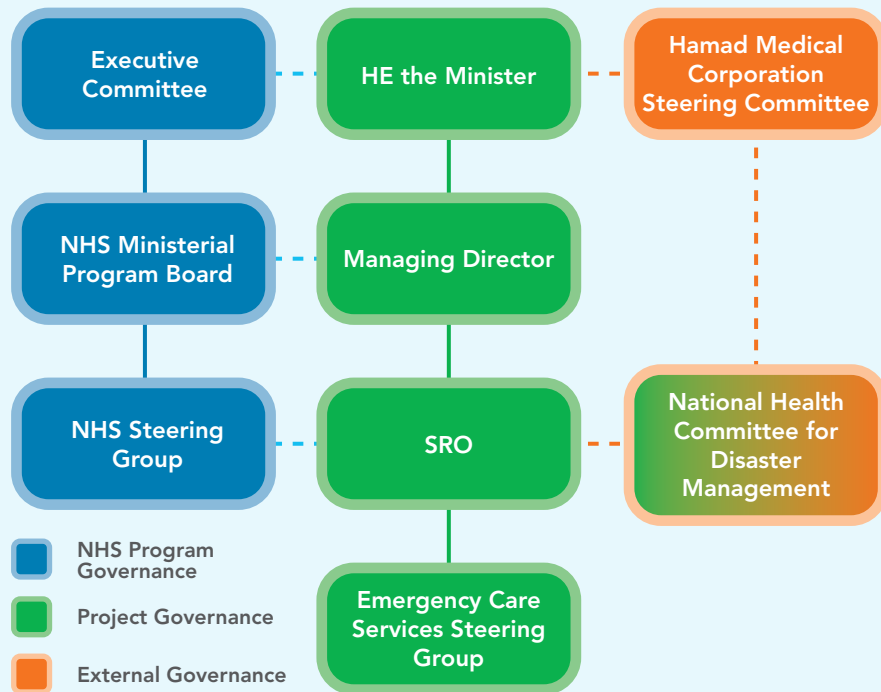 Executive
Committee
HE the Minister
Hamad Medical
Corporation
Steering Committee
NHS Ministerial
Program Board
Managing Director
NHS Steering
Group
SRO
National Health
Committee for
Disaster
Management
Emergency Care
Services Steering
Group
NHS Program
Governance
Project Governance
External Governance